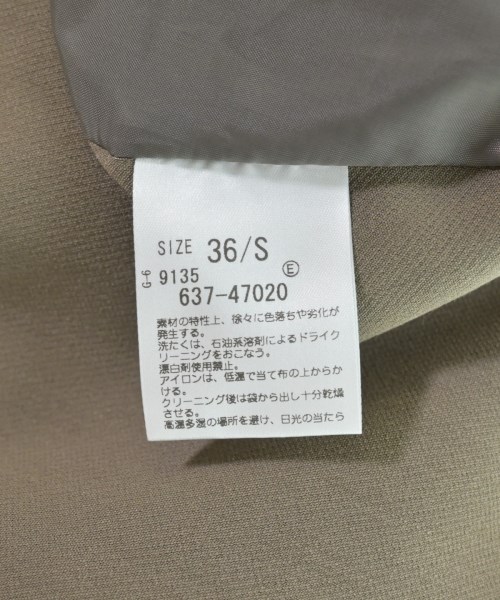 SIZE 36/S
G-6 9135 E
637-47020
素材の特性上、徐々に色落ちや劣化が
発生する。
洗たくは、石油系溶剤によるドライク
リーニングをおこなう。
漂白剤使用禁止。
アイロンは、低温で当て布の上からか
ける。
クリーニング後は袋から出し十分乾燥
させる。
高温多湿の場所を避け、日光の当たら